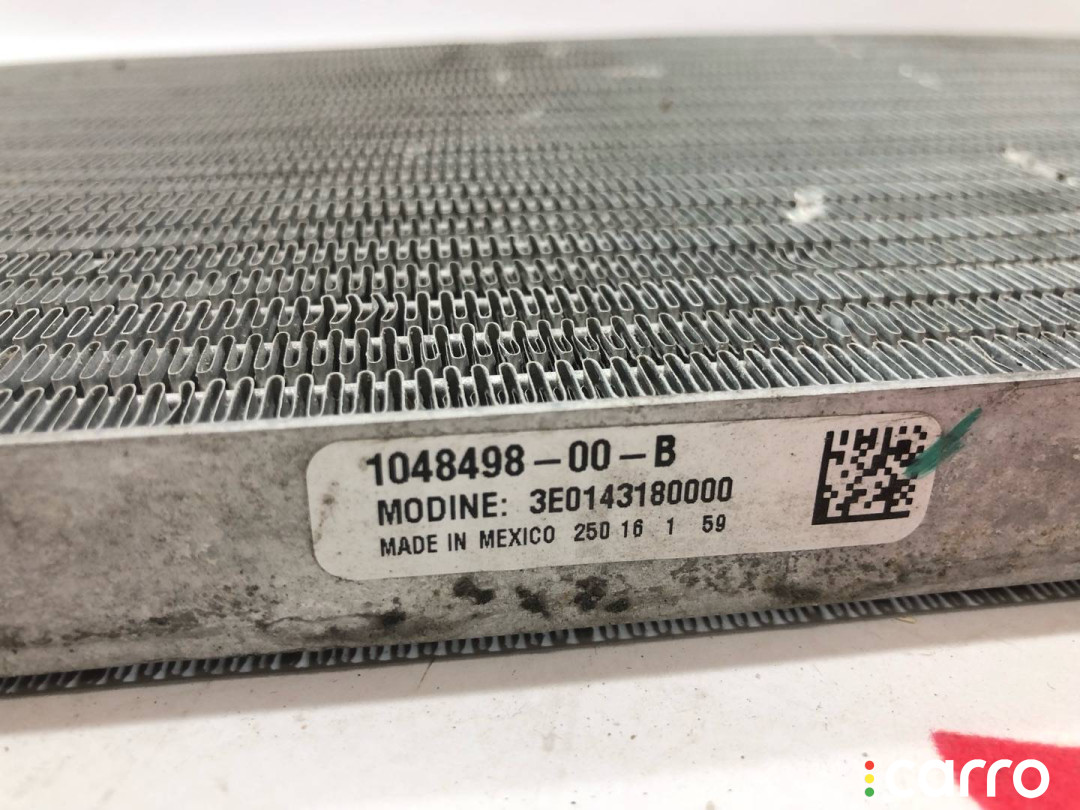 1048498-00-B
MODINE: 3E0143180000
MADE IN MEXICO 250 16 1 59
carro